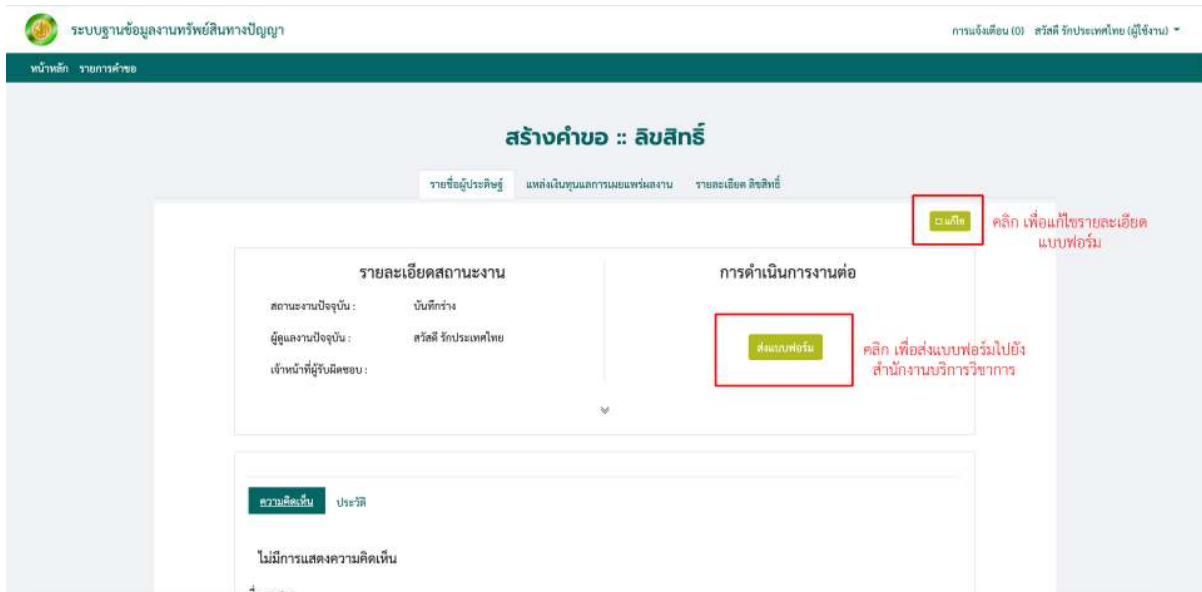 ระบบฐานข้อมูลงานทรัพย์สินทางปัญญา
การแจ้งเตือน (0) สวัสดี รักประเทศไทย (ผู้ใช้งาน)
หน้าหลัก รายการคำขอ
สร้างคำขอ :: ลิขสิทธิ์
รายชื่อผู้ประดิษฐ์ แหล่งเงินทุนแลการเผยแพร่ผลงาน รายละเอียด ลิขสิทธิ์
แก้ไข
คลิก เพื่อแก้ไขรายละเอียด
แบบฟอร์ม
รายละเอียดสถานะงาน
การดำเนินการงานต่อ
สถานะงานปัจจุบัน : บันทึกร่าง
ผู้ดูแลงานปัจจุบัน : สวัสดี รักประเทศไทย
เจ้าหน้าที่ผู้รับผิดชอบ :
ส่งแบบฟอร์ม
คลิก เพื่อส่งแบบฟอร์มไปยัง
สำนักงานบริการวิชาการ
ความคิดเห็น ประวัติ
ไม่มีการแสดงความคิดเห็น